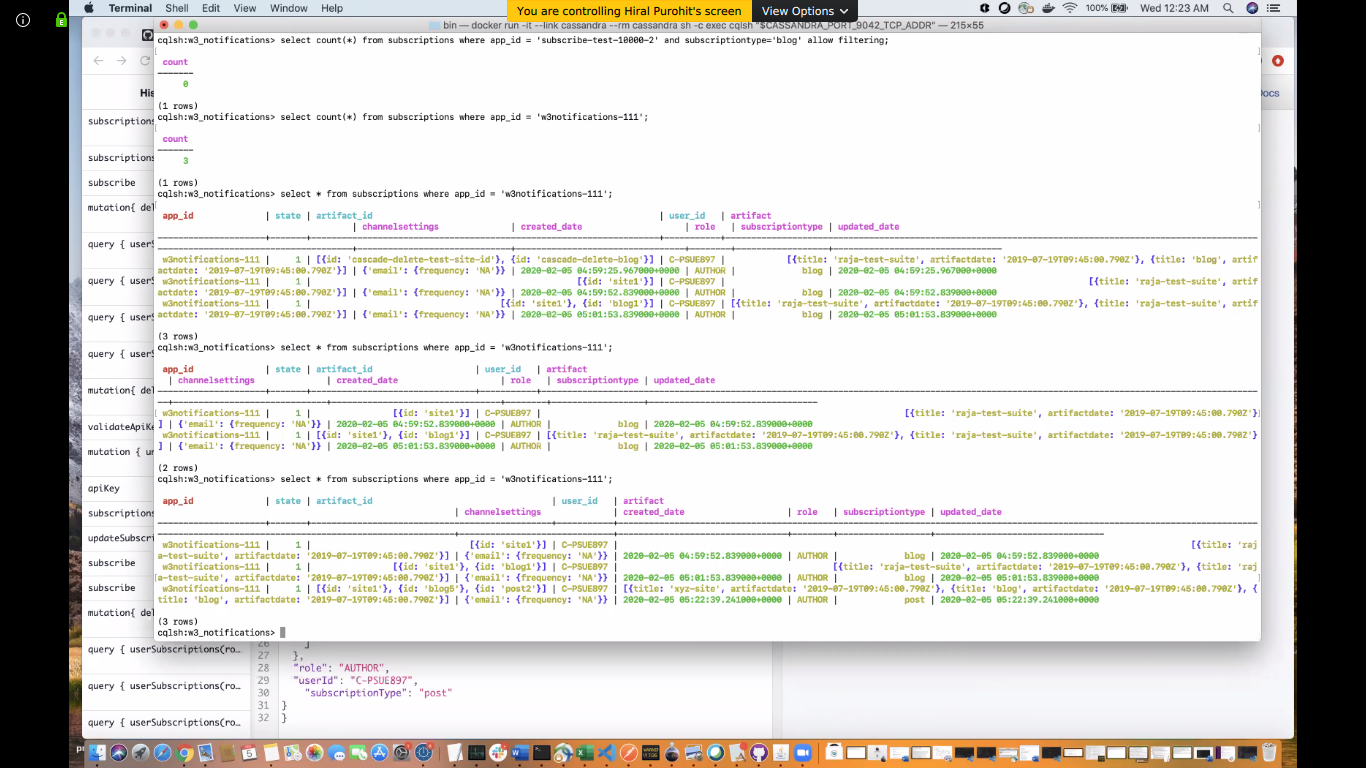 Terminal Shell Edit View Window Help
You are controlling Hiral Purohit's screen View Options
100% Wed 12:23 AM
bin — docker run -it --link cassandra --rm cassandra sh -c exec cqlsh "$CASSANDRA_PORT_9042_TCP_ADDR" — 215×55
cqlsh:w3_notifications> select count(*) from subscriptions where app_id = 'subscribe-test-10000-2' and subscriptiontype='blog' allow filtering;
count
0
(1 rows)
cqlsh:w3_notifications> select count(*) from subscriptions where app_id = 'w3notifications-111';
count
3
(1 rows)
cqlsh:w3_notifications> select * from subscriptions where app_id = 'w3notifications-111';
app_id | state | artifact_id | user_id | artifact
| channelsettings | created_date | role | subscriptiontype | updated_date
w3notifications-111 | 1 | [{id: 'cascade-delete-test-site-id'}, {id: 'cascade-delete-blog'}] | C-PSUE897 | [{title: 'raja-test-suite', artifactdate: '2019-07-19T09:45:00.790Z'}, {title: 'blog', artif
actdate: '2019-07-19T09:45:00.790Z'}] | {'email': {frequency: 'NA'}} | 2020-02-05 04:59:25.967000+0000 | AUTHOR | blog | 2020-02-05 04:59:25.967000+0000
w3notifications-111 | 1 | [{id: 'site1'}] | C-PSUE897 | [{title: 'raja-test-suite', artif
actdate: '2019-07-19T09:45:00.790Z'}] | {'email': {frequency: 'NA'}} | 2020-02-05 04:59:52.839000+0000 | AUTHOR | blog | 2020-02-05 04:59:52.839000+0000
w3notifications-111 | 1 | [{id: 'site1'}, {id: 'blog1'}] | C-PSUE897 | [{title: 'raja-test-suite', artifactdate: '2019-07-19T09:45:00.790Z'}, {title: 'raja-test-suite', artif
actdate: '2019-07-19T09:45:00.790Z'}] | {'email': {frequency: 'NA'}} | 2020-02-05 05:01:53.839000+0000 | AUTHOR | blog | 2020-02-05 05:01:53.839000+0000
(3 rows)
cqlsh:w3_notifications> select * from subscriptions where app_id = 'w3notifications-111';
app_id | state | artifact_id | user_id | artifact
| channelsettings | created_date | role | subscriptiontype | updated_date
w3notifications-111 | 1 | [{id: 'site1'}] | C-PSUE897 | [{title: 'raja-test-suite', artifactdate: '2019-07-19T09:45:00.790Z'}
] | {'email': {frequency: 'NA'}} | 2020-02-05 04:59:52.839000+0000 | AUTHOR | blog | 2020-02-05 04:59:52.839000+0000
w3notifications-111 | 1 | [{id: 'site1'}, {id: 'blog1'}] | C-PSUE897 | [{title: 'raja-test-suite', artifactdate: '2019-07-19T09:45:00.790Z'}, {title: 'raja-test-suite', artifactdate: '2019-07-19T09:45:00.790Z'}
] | {'email': {frequency: 'NA'}} | 2020-02-05 05:01:53.839000+0000 | AUTHOR | blog | 2020-02-05 05:01:53.839000+0000
(2 rows)
cqlsh:w3_notifications> select * from subscriptions where app_id = 'w3notifications-111';
app_id | state | artifact_id | user_id | artifact
| channelsettings | created_date | role | subscriptiontype | updated_date
w3notifications-111 | 1 | [{id: 'site1'}] | C-PSUE897 | [{title: 'raj
a-test-suite', artifactdate: '2019-07-19T09:45:00.790Z'}] | {'email': {frequency: 'NA'}} | 2020-02-05 04:59:52.839000+0000 | AUTHOR | blog | 2020-02-05 04:59:52.839000+0000
w3notifications-111 | 1 | [{id: 'site1'}, {id: 'blog1'}] | C-PSUE897 | [{title: 'raja-test-suite', artifactdate: '2019-07-19T09:45:00.790Z'}, {title: 'raj
a-test-suite', artifactdate: '2019-07-19T09:45:00.790Z'}] | {'email': {frequency: 'NA'}} | 2020-02-05 05:01:53.839000+0000 | AUTHOR | blog | 2020-02-05 05:01:53.839000+0000
w3notifications-111 | 1 | [{id: 'site1'}, {id: 'blog5'}, {id: 'post2'}] | C-PSUE897 | [{title: 'xyz-site', artifactdate: '2019-07-19T09:45:00.790Z'}, {title: 'blog', artifactdate: '2019-07-19T09:45:00.790Z'}, {
title: 'blog', artifactdate: '2019-07-19T09:45:00.790Z'}] | {'email': {frequency: 'NA'}} | 2020-02-05 05:22:39.241000+0000 | AUTHOR | post | 2020-02-05 05:22:39.241000+0000
(3 rows)
cqlsh:w3_notifications>
His
subscriptions
subscriptions
subscribe
mutation{ del
query { userS
query { userS
query { userS
mutation{ del
validateApiKe
mutation { un
apiKey
subscriptions
updateSubscri
subscribe
subscribe
mutation{ del
query { userSubscriptions(ro...
query { userSubscriptions(ro...
query { userSubscriptions(ro...
Docs
26 ]
27 },
28 "role": "AUTHOR",
29 "userId": "C-PSUE897",
30 "subscriptionType": "post"
31 }
32 }